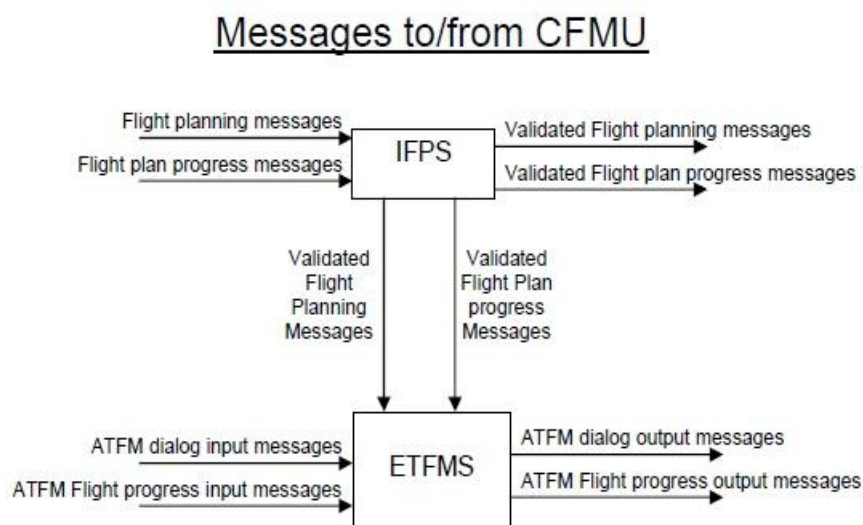 Messages to/from CFMU
Flight planning messages
Flight plan progress messages
IFPS
Validated Flight planning messages
Validated Flight plan progress messages
Validated
Flight
Planning
Messages
Validated
Flight Plan
progress
Messages
ATFM dialog input messages
ATFM Flight progress input messages
ETFMS
ATFM dialog output messages
ATFM Flight progress output messages